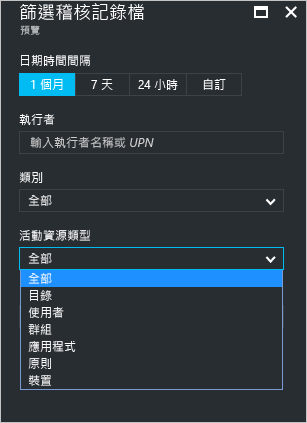 篩選稽核記錄檔
預覽
日期時間間隔
1 個月 7 天 24 小時 自訂
執行者
輸入執行者名稱或 UPN
類別
全部
活動資源類型
全部
全部
目錄
使用者
群組
應用程式
原則
裝置